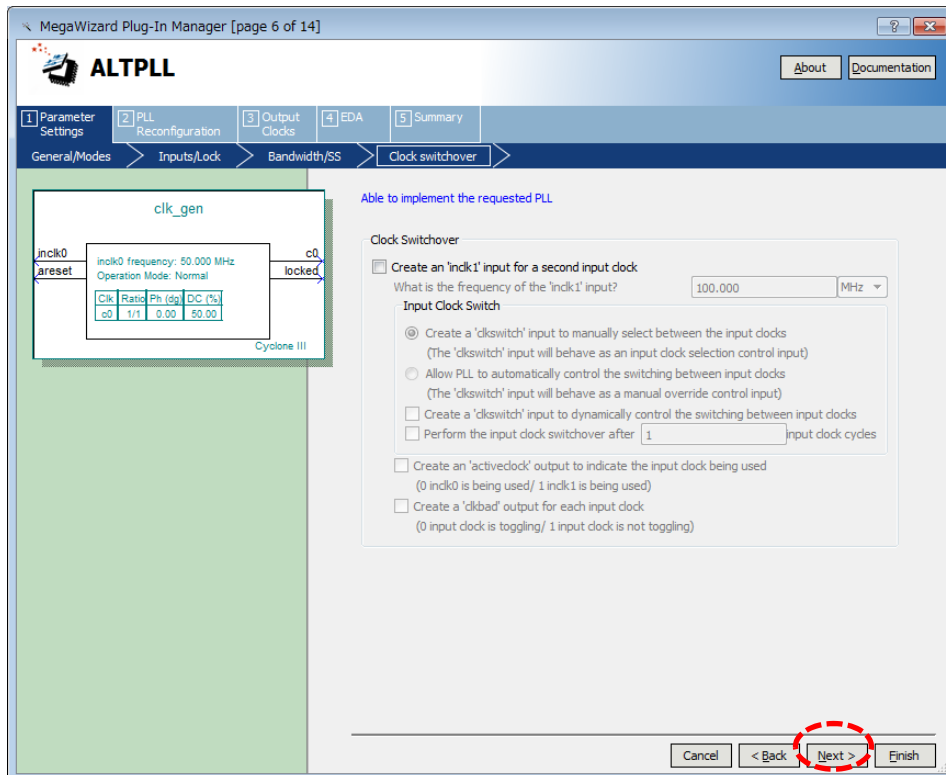 MegaWizard Plug-In Manager [page 6 of 14]
ALTPLL
About
Documentation
1 Parameter Settings
2 PLL Reconfiguration
3 Output Clocks
4 EDA
5 Summary
General/Modes
Inputs/Lock
Bandwidth/SS
Clock switchover
clk_gen
inclk0
areset
inclk0 frequency: 50.000 MHz
Operation Mode: Normal
Clk Ratio Ph (dg) DC (%)
c0 1/1 0.00 50.00
c0
locked
Cyclone III
Able to implement the requested PLL
Clock Switchover
Create an 'inclk1' input for a second input clock
What is the frequency of the 'inclk1' input?
100.000
MHz
Input Clock Switch
Create a 'clkswitch' input to manually select between the input clocks
(The 'clkswitch' input will behave as an input clock selection control input)
Allow PLL to automatically control the switching between input clocks
(The 'clkswitch' input will behave as a manual override control input)
Create a 'clkswitch' input to dynamically control the switching between input clocks
Perform the input clock switchover after 1 input clock cycles
Create an 'activeclock' output to indicate the input clock being used
(0 inclk0 is being used/ 1 inclk1 is being used)
Create a 'clkbad' output for each input clock
(0 input clock is toggling/ 1 input clock is not toggling)
Cancel
< Back
Next >
Finish